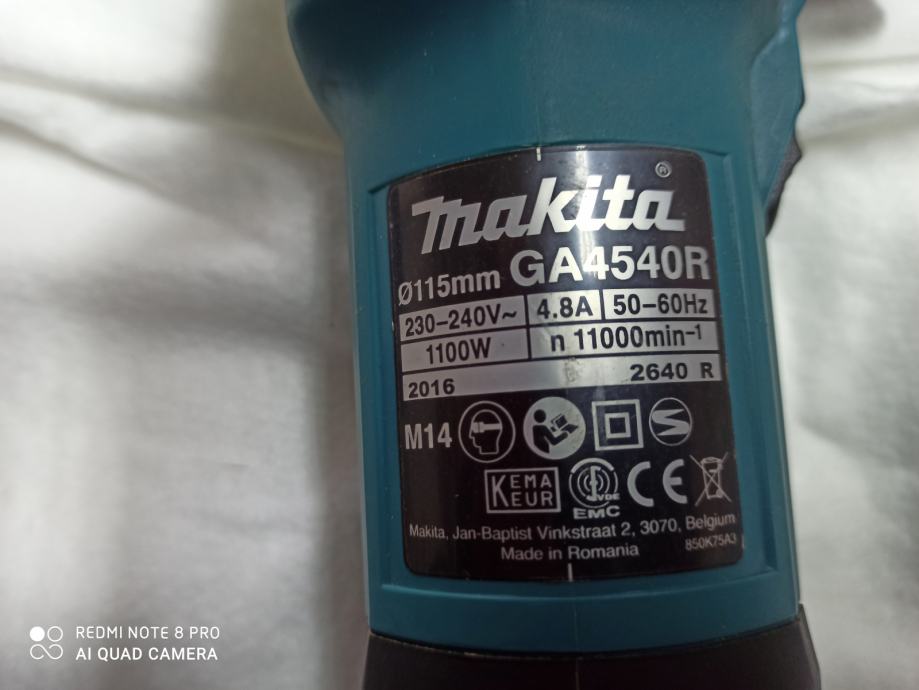 makita®
Ø115mm GA4540R
230-240V~ 4.8A 50-60Hz
1100W n 11000min⁻¹
2016 2640 R
M14
KEMA
KEUR
VDE
EMC
CE
Makita, Jan-Baptist Vinkstraat 2, 3070, Belgium
Made in Romania 850K75A3
REDMI NOTE 8 PRO
AI QUAD CAMERA